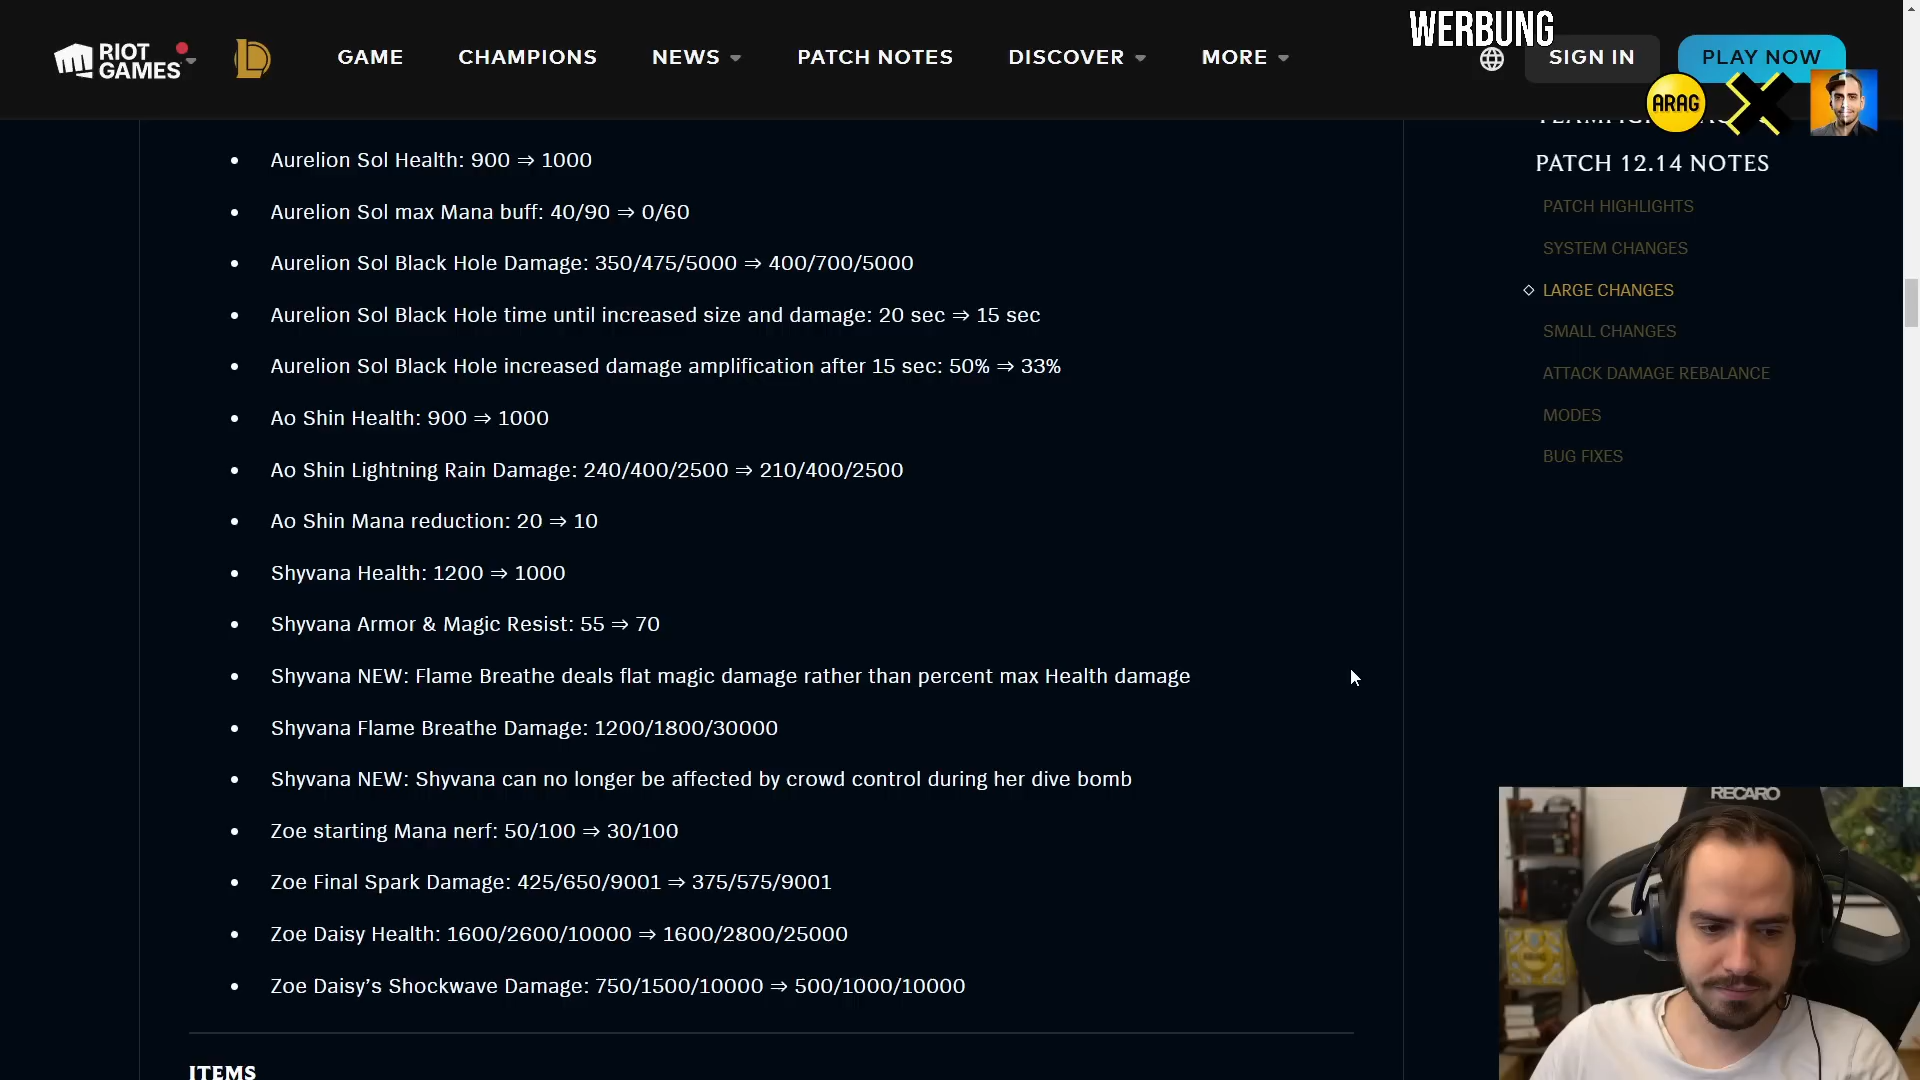 WERBUNG
RIOT GAMES
GAME
CHAMPIONS
NEWS
PATCH NOTES
DISCOVER
MORE
SIGN IN
PLAY NOW
ARAG
Aurelion Sol Health: 900 ⇒ 1000
Aurelion Sol max Mana buff: 40/90 ⇒ 0/60
Aurelion Sol Black Hole Damage: 350/475/5000 ⇒ 400/700/5000
Aurelion Sol Black Hole time until increased size and damage: 20 sec ⇒ 15 sec
Aurelion Sol Black Hole increased damage amplification after 15 sec: 50% ⇒ 33%
Ao Shin Health: 900 ⇒ 1000
Ao Shin Lightning Rain Damage: 240/400/2500 ⇒ 210/400/2500
Ao Shin Mana reduction: 20 ⇒ 10
Shyvana Health: 1200 ⇒ 1000
Shyvana Armor & Magic Resist: 55 ⇒ 70
Shyvana NEW: Flame Breathe deals flat magic damage rather than percent max Health damage
Shyvana Flame Breathe Damage: 1200/1800/30000
Shyvana NEW: Shyvana can no longer be affected by crowd control during her dive bomb
Zoe starting Mana nerf: 50/100 ⇒ 30/100
Zoe Final Spark Damage: 425/650/9001 ⇒ 375/575/9001
Zoe Daisy Health: 1600/2600/10000 ⇒ 1600/2800/25000
Zoe Daisy’s Shockwave Damage: 750/1500/10000 ⇒ 500/1000/10000
ITEMS
PATCH 12.14 NOTES
PATCH HIGHLIGHTS
SYSTEM CHANGES
LARGE CHANGES
SMALL CHANGES
ATTACK DAMAGE REBALANCE
MODES
BUG FIXES
RECARO